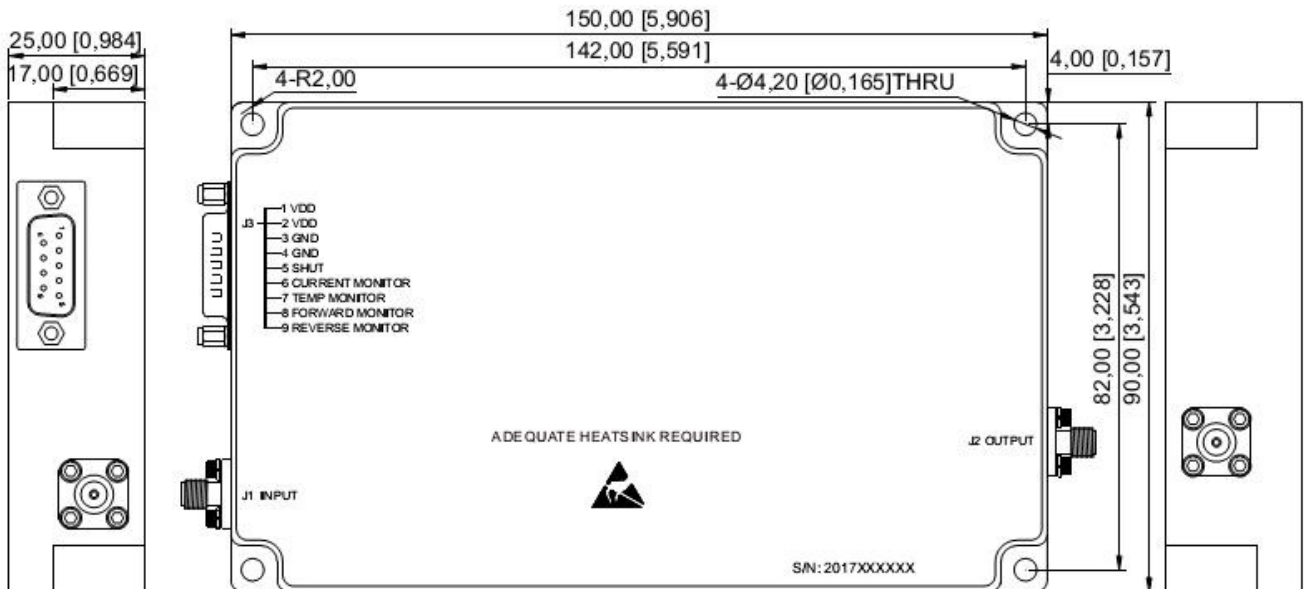 150,00 [5,906]
25,00 [0,984]
142,00 [5,591]
4,00 [0,157]
17,00 [0,669]
4-R2,00
4-Ø4,20 [Ø0,165]THRU
1 VDD
J3
2 VDD
3 GND
4 GND
5 SHUT
6 CURRENT MONITOR
7 TEMP MONITOR
8 FORWARD MONITOR
9 REVERSE MONITOR
82,00 [3,228]
90,00 [3,543]
ADEQUATE HEATSINK REQUIRED
J2 OUTPUT
J1 INPUT
S/N: 2017XXXXXX